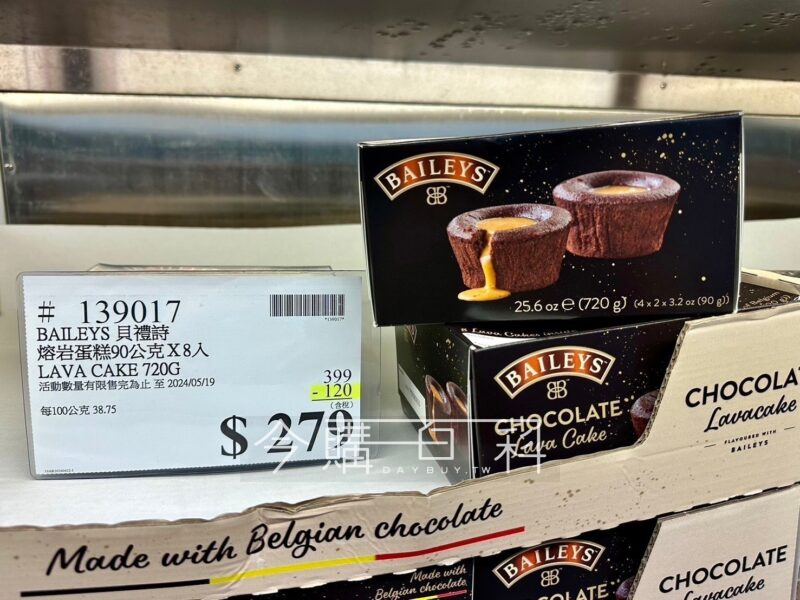 # 139017
*139017*
BAILEYS 貝禮詩
熔岩蛋糕90公克X8入
LAVA CAKE 720G
活動數量有限售完為止 至 2024/05/19
399
-120
(含稅)
每100公克 38.75
$ 279
今購百科
DAYBUY.TW
BAILEYS
25.6 oz e (720 g) (4 x 2 x 3.2 oz (90 g))
BAILEYS
CHOCOLATE
Lava Cake
CHOCOLAT
Lavacake
FLAVOURED WITH
BAILEYS
Made with Belgian chocolate
Made with
Belgian chocolate
BAILEYS
CHOCOLATE
CHOCOLATE
Lavacake